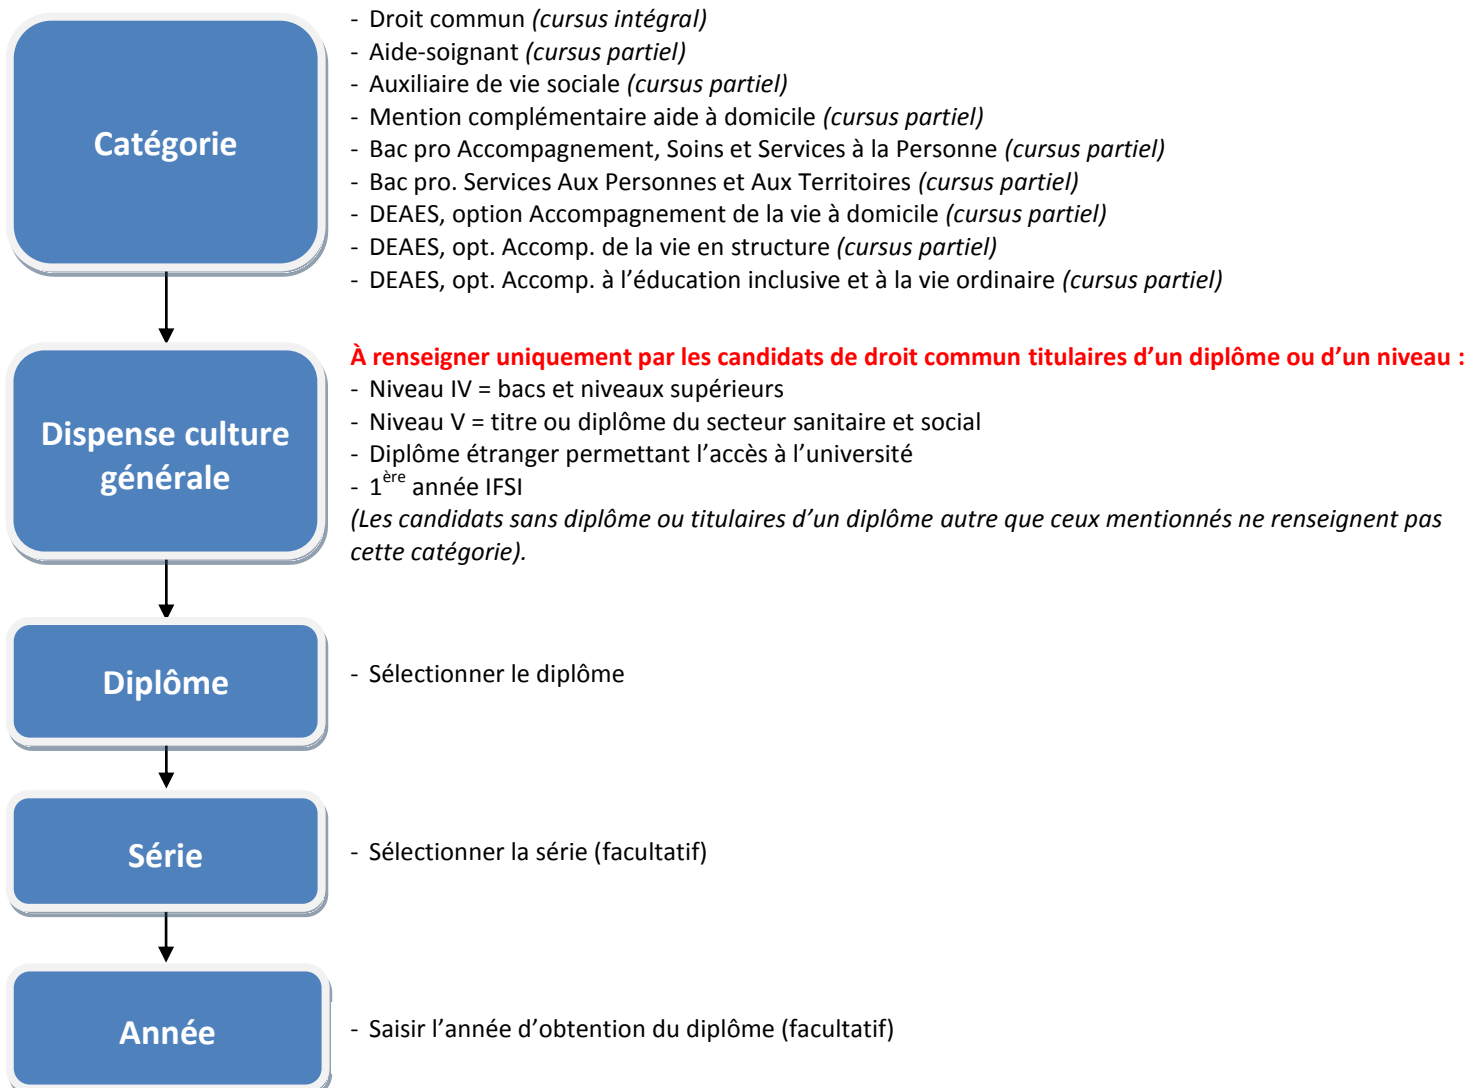 - Droit commun (cursus intégral)
- Aide-soignant (cursus partiel)
- Auxiliaire de vie sociale (cursus partiel)
Catégorie
- Mention complémentaire aide à domicile (cursus partiel)
- Bac pro Accompagnement, Soins et Services à la Personne (cursus partiel)
- Bac pro. Services Aux Personnes et Aux Territoires (cursus partiel)
- DEAES, option Accompagnement de la vie à domicile (cursus partiel)
- DEAES, opt. Accomp. de la vie en structure (cursus partiel)
- DEAES, opt. Accomp. à l’éducation inclusive et à la vie ordinaire (cursus partiel)
Dispense culture
générale
À renseigner uniquement par les candidats de droit commun titulaires d’un diplôme ou d’un niveau :
- Niveau IV = bacs et niveaux supérieurs
- Niveau V = titre ou diplôme du secteur sanitaire et social
- Diplôme étranger permettant l’accès à l’université
- 1ère année IFSI
(Les candidats sans diplôme ou titulaires d’un diplôme autre que ceux mentionnés ne renseignent pas
cette catégorie).
Diplôme
- Sélectionner le diplôme
Série
- Sélectionner la série (facultatif)
Année
- Saisir l’année d’obtention du diplôme (facultatif)